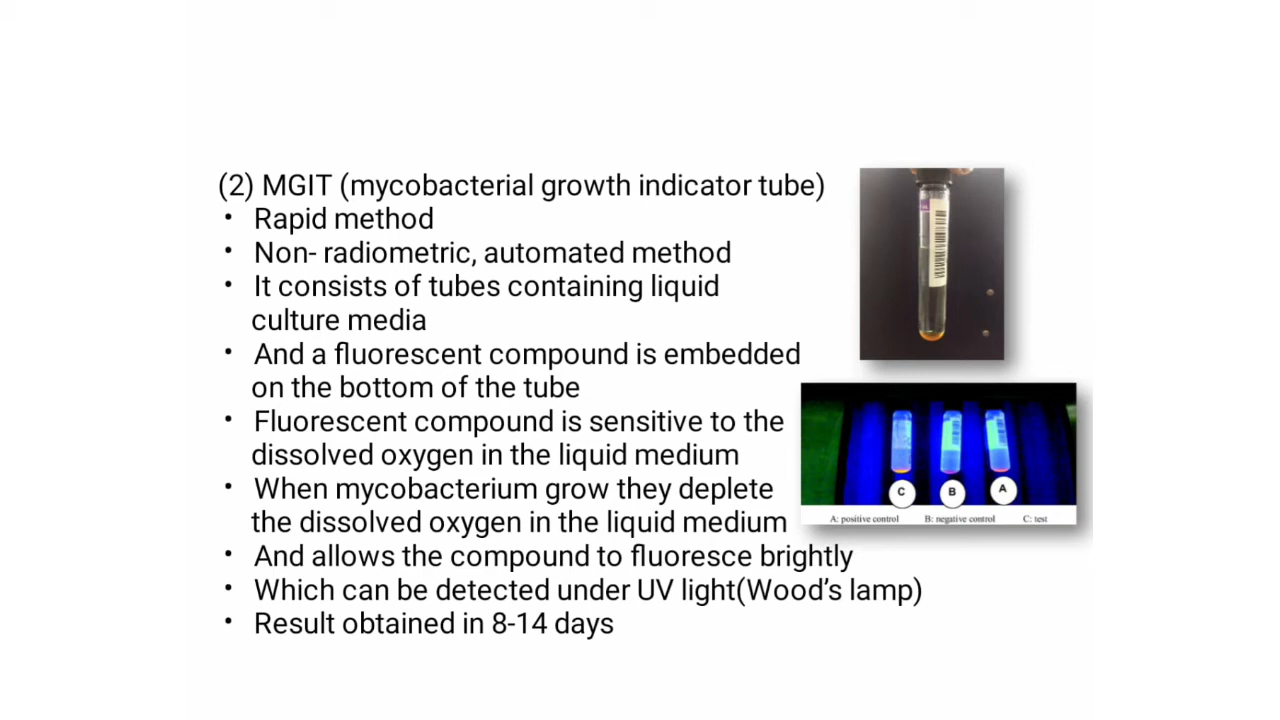 (2) MGIT (mycobacterial growth indicator tube)
• Rapid method
• Non- radiometric, automated method
• It consists of tubes containing liquid
culture media
• And a fluorescent compound is embedded
on the bottom of the tube
• Fluorescent compound is sensitive to the
dissolved oxygen in the liquid medium
• When mycobacterium grow they deplete
the dissolved oxygen in the liquid medium
• And allows the compound to fluoresce brightly
• Which can be detected under UV light(Wood’s lamp)
• Result obtained in 8-14 days
C B A
A: positive control B: negative control C: test